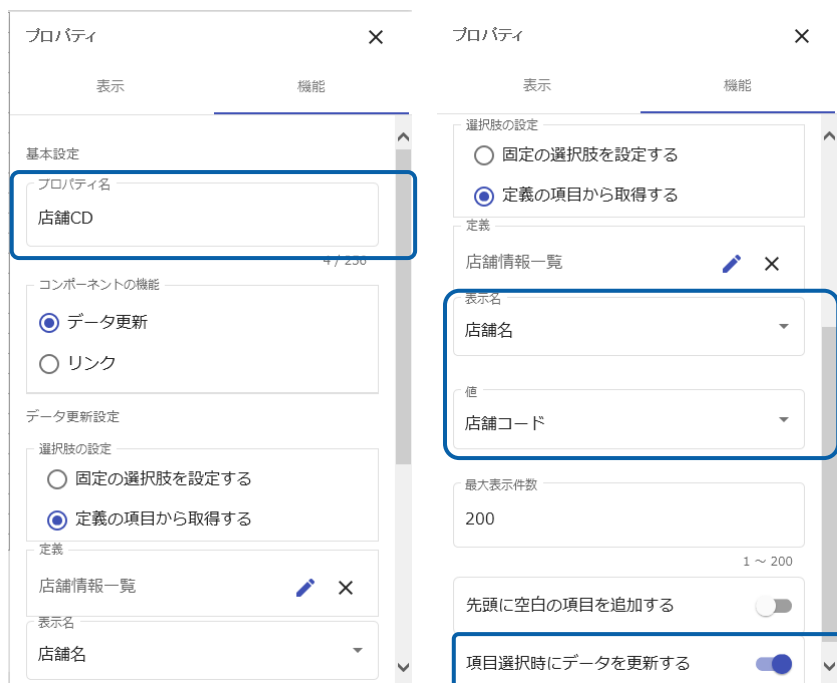 プロパティ
表示
機能
基本設定
プロパティ名
店舗CD
4 / 256
コンポーネントの機能
データ更新
リンク
データ更新設定
選択肢の設定
固定の選択肢を設定する
定義の項目から取得する
定義
店舗情報一覧
表示名
店舗名
プロパティ
表示
機能
選択肢の設定
固定の選択肢を設定する
定義の項目から取得する
定義
店舗情報一覧
表示名
店舗名
値
店舗コード
最大表示件数
200
1 ~ 200
先頭に空白の項目を追加する
項目選択時にデータを更新する